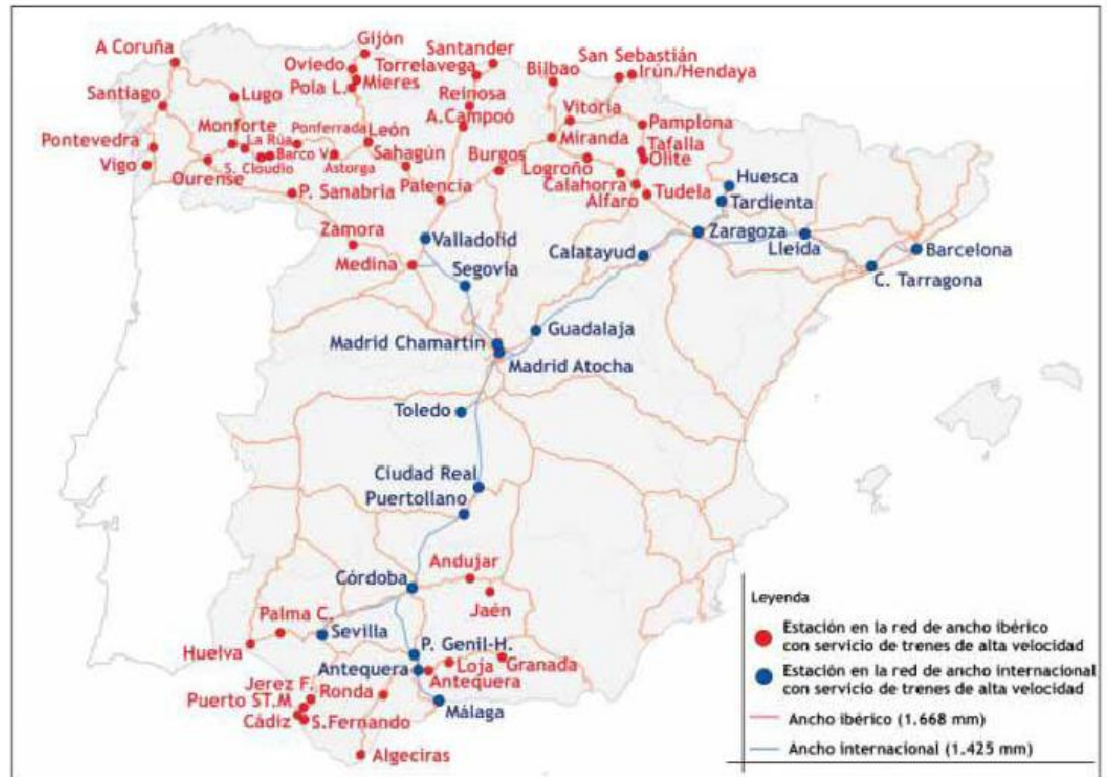 Gijón
A Coruña
Santander
San Sebastián
Oviedo
Torrelavega
Bilbao
Irún/Hendaya
Mieres
Pola L.
Reinosa
Santiago
Lugo
Vitoria
A.Campoó
Pamplona
Monforte
Ponferrada
León
Miranda
Pontevedra
La Rúa
Tafalla
Barco V.
Sahagún
Burgos
Olite
Vigo
S. Claudio
Astorga
Logroño
Ourense
Calahorra
Huesca
P. Sanabria
Palencia
Alfaro
Tudella
Tardienta
Zamora
Valladolid
Zaragoza
Medina
Calatayud
Lleida
Barcelona
Segovia
C. Tarragona
Guadalaja
Madrid Chamartín
Madrid Atocha
Toledo
Ciudad Real
Puertollano
Andujar
Córdoba
Jaén
Palma C.
Sevilla
P. Genil-H.
Huelva
Loja
Granada
Antequera
Antequera
Jerez F.
Ronda
Puerto ST.M
Málaga
Cádiz
S.Fernando
Algeciras
Leyenda
Estación en la red de ancho ibérico
con servicio de trenes de alta velocidad
Estación en la red de ancho internacional
con servicio de trenes de alta velocidad
Ancho ibérico (1.668 mm)
Ancho internacional (1.425 mm)